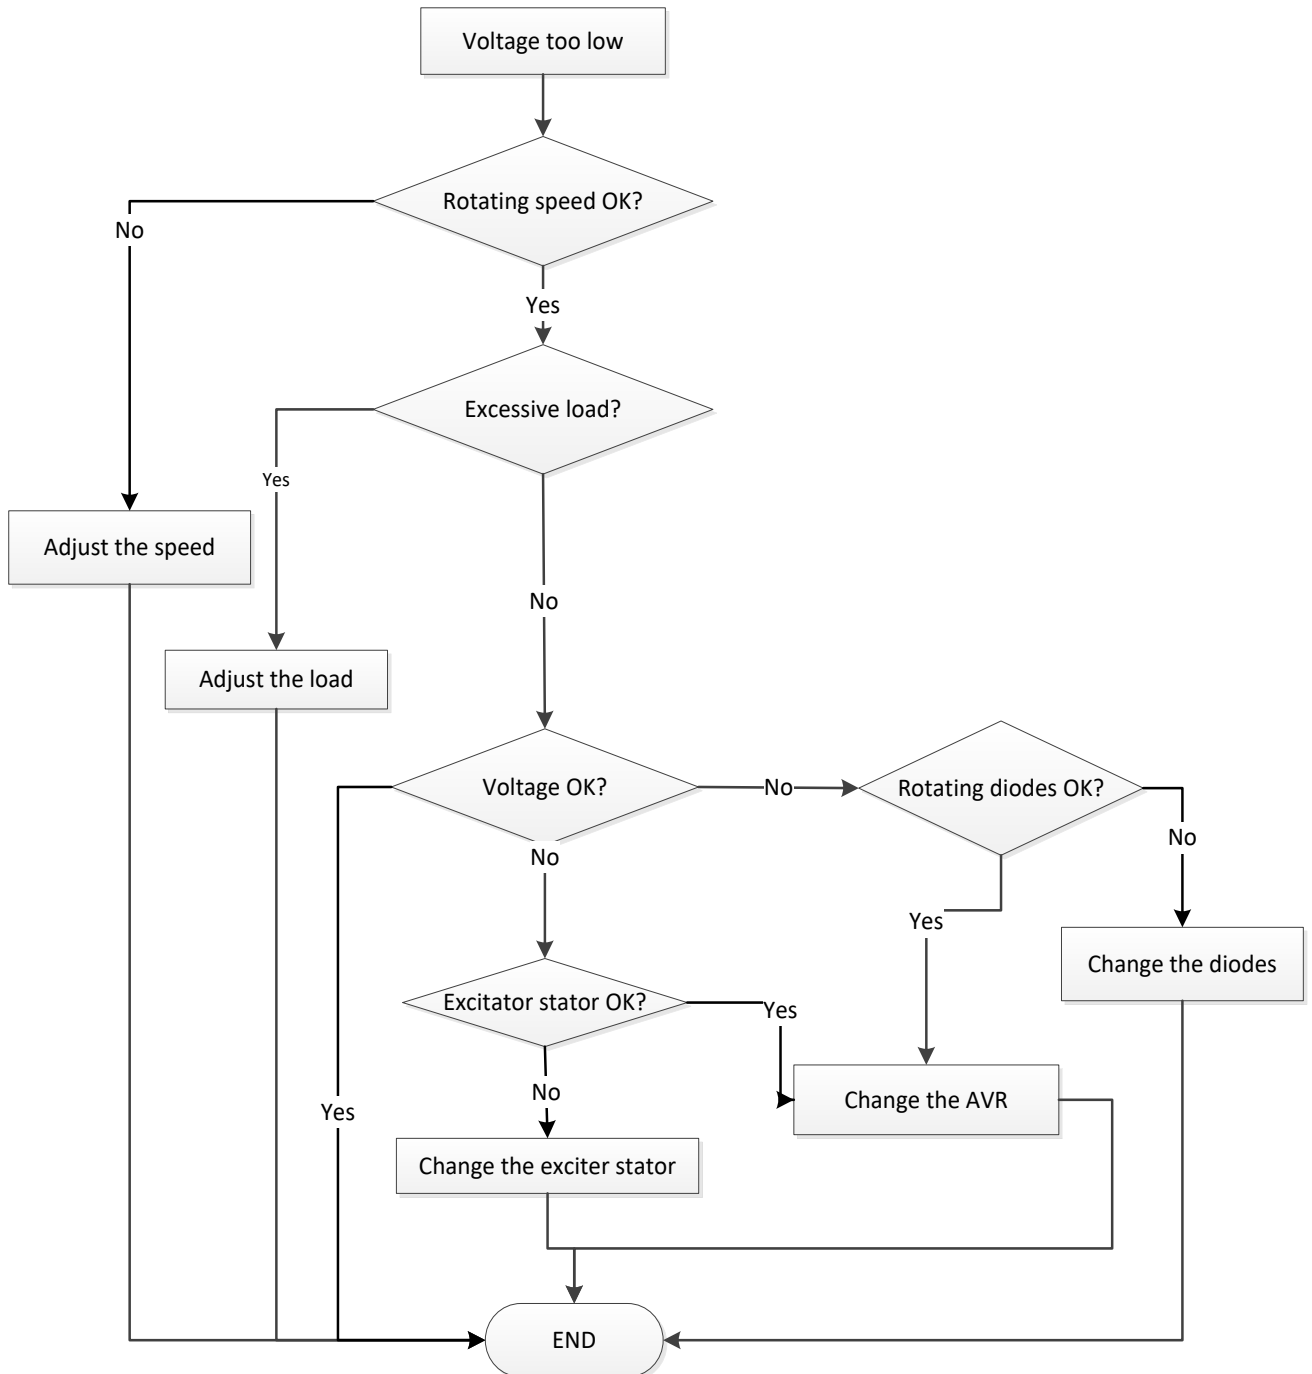 Voltage too low
Rotating speed OK?
No
Yes
Excessive load?
Yes
Adjust the speed
No
Adjust the load
Voltage OK?
No
Rotating diodes OK?
No
No
Yes
Change the diodes
Excitator stator OK?
Yes
No
Change the AVR
Yes
Change the exciter stator
END